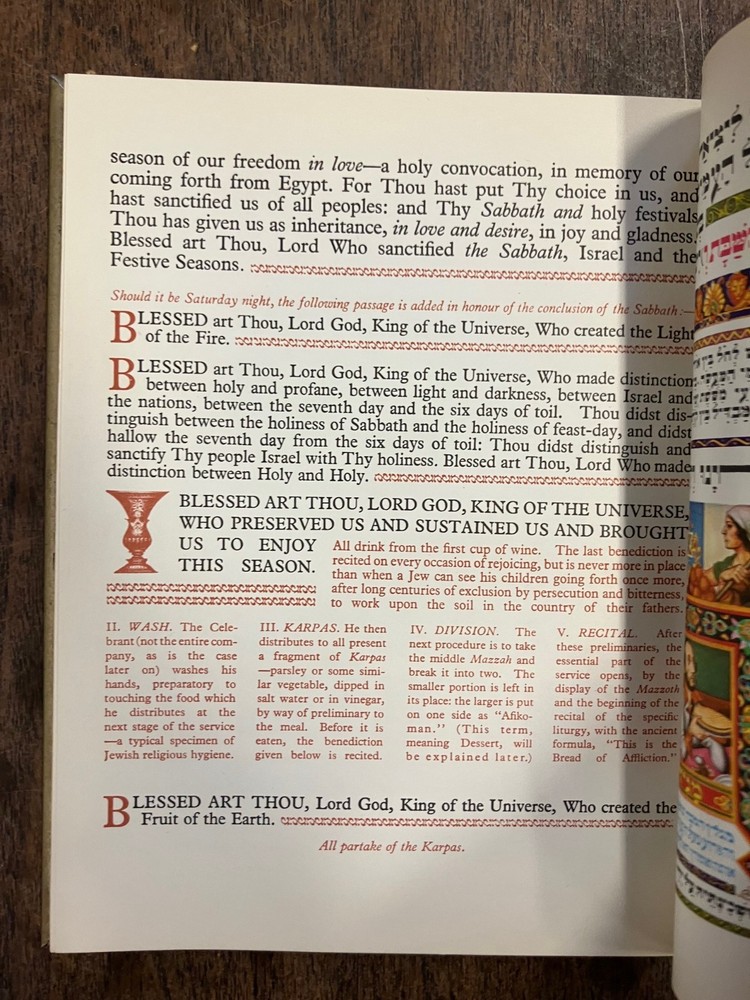 season of our freedom in love—a holy convocation, in memory of our
coming forth from Egypt. For Thou hast put Thy choice in us, and
hast sanctified us of all peoples: and Thy Sabbath and holy festivals
Thou has given us as inheritance, in love and desire, in joy and gladness.
Blessed art Thou, Lord Who sanctified the Sabbath, Israel and the
Festive Seasons.
Should it be Saturday night, the following passage is added in honour of the conclusion of the Sabbath:—
BLESSED art Thou, Lord God, King of the Universe, Who created the Light
of the Fire.
BLESSED art Thou, Lord God, King of the Universe, Who made distinction
between holy and profane, between light and darkness, between Israel and
the nations, between the seventh day and the six days of toil. Thou didst dis-
tinguish between the holiness of Sabbath and the holiness of feast-day, and didst
hallow the seventh day from the six days of toil: Thou didst distinguish and
sanctify Thy people Israel with Thy holiness. Blessed art Thou, Lord Who made
distinction between Holy and Holy.
BLESSED ART THOU, LORD GOD, KING OF THE UNIVERSE,
WHO PRESERVED US AND SUSTAINED US AND BROUGHT
US TO ENJOY
THIS SEASON.
All drink from the first cup of wine. The last benediction is
recited on every occasion of rejoicing, but is never more in place
than when a Jew can see his children going forth once more,
after long centuries of exclusion by persecution and bitterness,
to work upon the soil in the country of their fathers.
II. WASH. The Cele-
brant (not the entire com-
pany, as is the case
later on) washes his
hands, preparatory to
touching the food which
he distributes at the
next stage of the service
—a typical specimen of
Jewish religious hygiene.
III. KARPAS. He then
distributes to all present
a fragment of Karpas
—parsley or some simi-
lar vegetable, dipped in
salt water or in vinegar,
by way of preliminary to
the meal. Before it is
eaten, the benediction
given below is recited.
IV. DIVISION. The
next procedure is to take
the middle Mazzah and
break it into two. The
smaller portion is left in
its place: the larger is put
on one side as “Afiko-
man.” (This term,
meaning Dessert, will
be explained later.)
V. RECITAL. After
these preliminaries, the
essential part of the
service opens, by the
display of the Mazzoth
and the beginning of the
recital of the specific
liturgy, with the ancient
formula, “This is the
Bread of Affliction.”
BLESSED ART THOU, Lord God, King of the Universe, Who created the
Fruit of the Earth.
All partake of the Karpas.